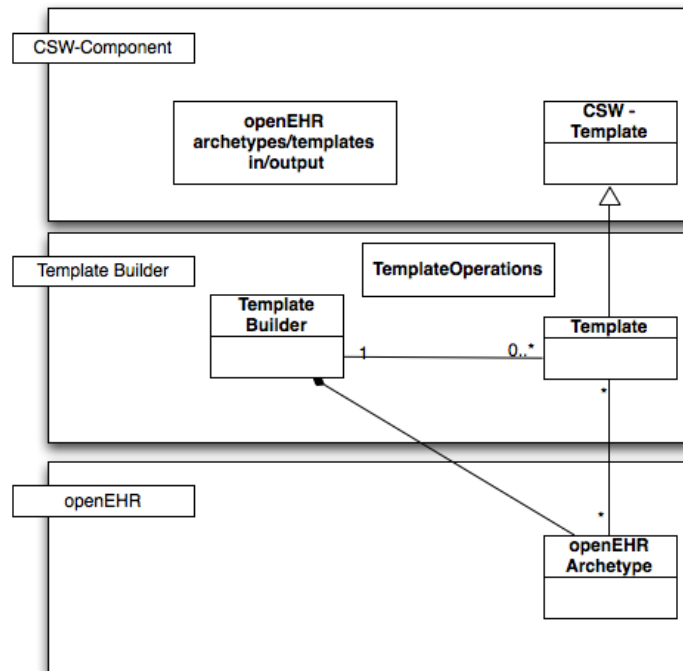 CSW-Component
openEHR
archetypes/templates
in/output
CSW -
Template
Template Builder
TemplateOperations
Template
Builder
Template
1
0..*
*
*
openEHR
openEHR
Archetype